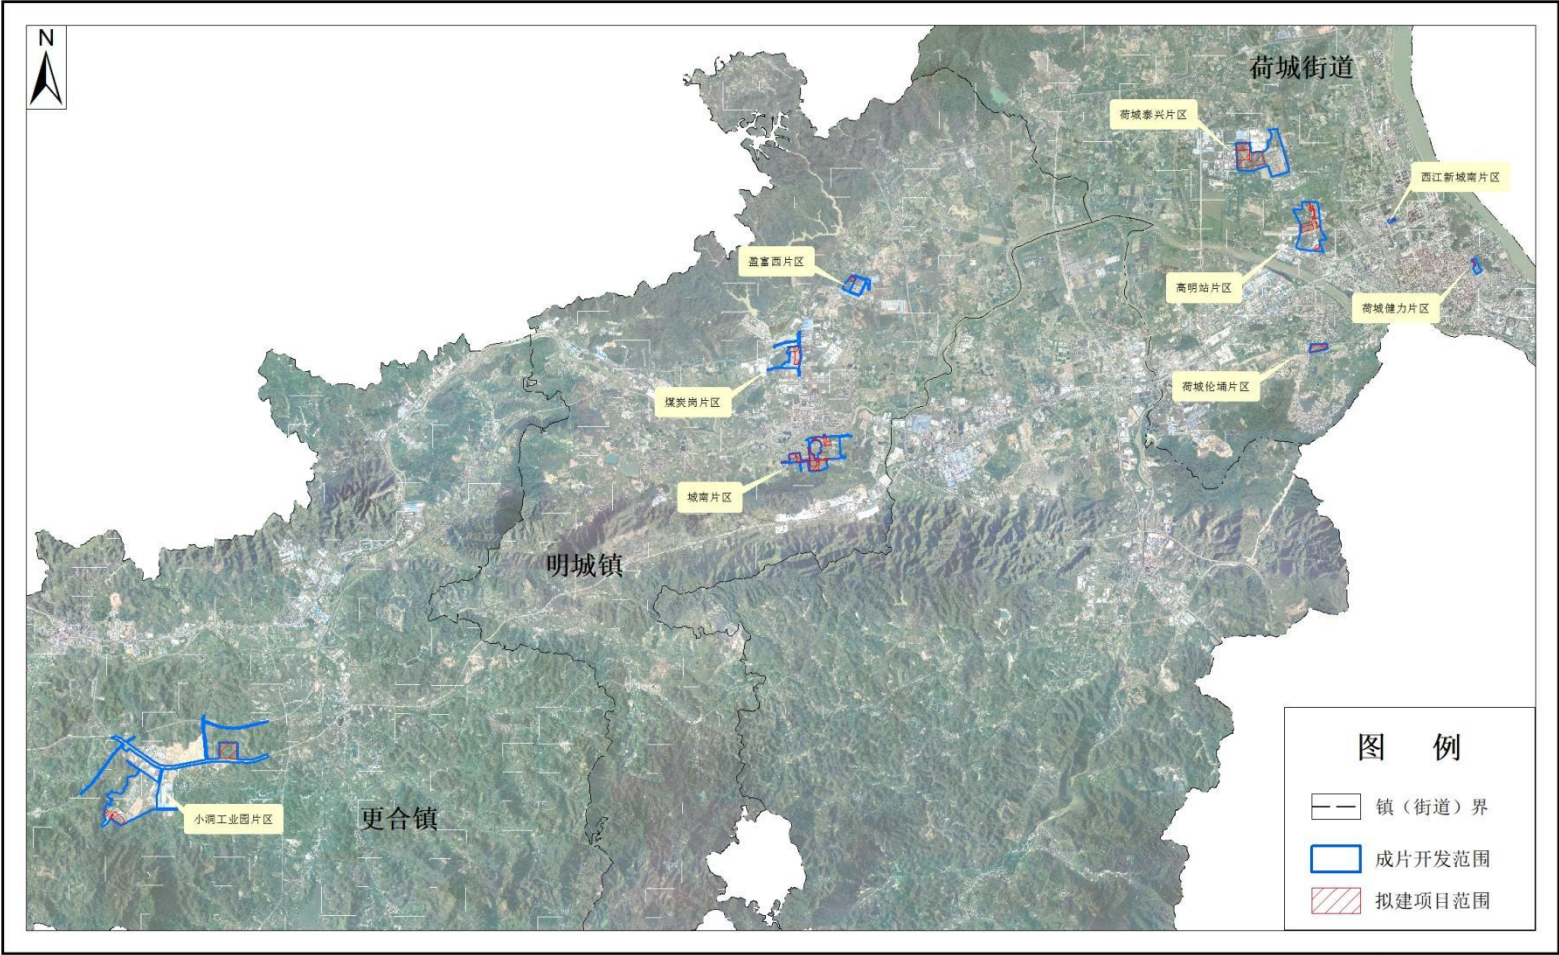 N
荷城街道
荷城泰兴片区
西江新城南片区
盈富西片区
高明站片区
荷城健力片区
煤炭岗片区
荷城伦埇片区
城南片区
明城镇
小洞工业园片区
更合镇
图 例
镇（街道）界
成片开发范围
拟建项目范围